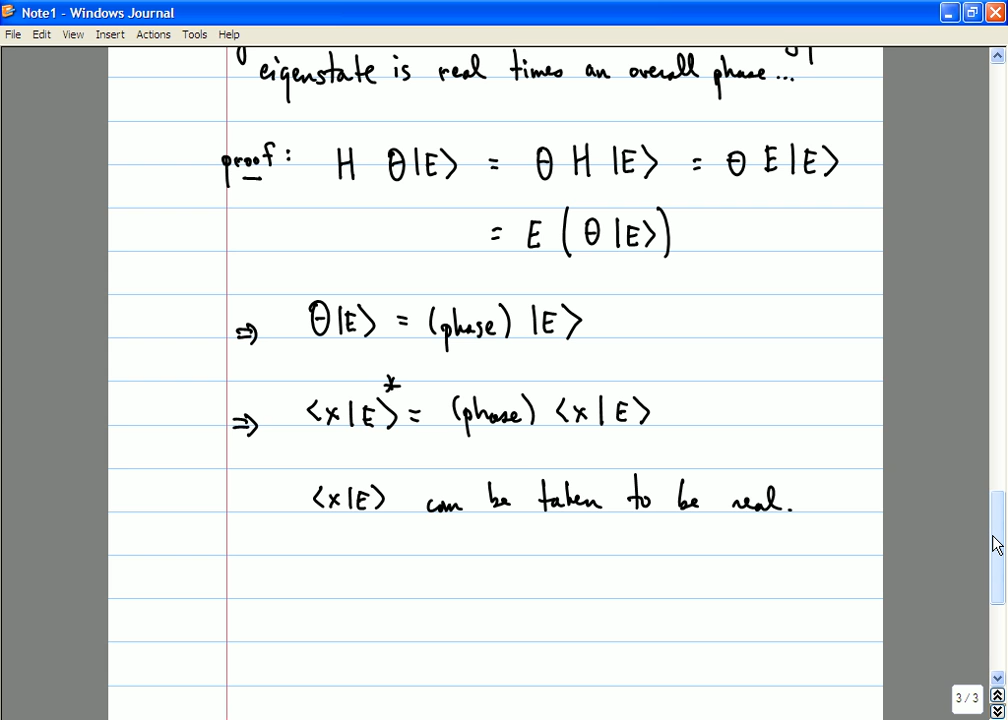 Note1 - Windows Journal
File Edit View Insert Actions Tools Help
eigenstate is real times an overall phase...
proof: H Θ|E> = Θ H |E> = Θ E|E>
= E (Θ |E>)
⇒ Θ|E> = (phase) |E>
⇒ <x|E>* = (phase) <x|E>
<x|E> can be taken to be real.
3/3